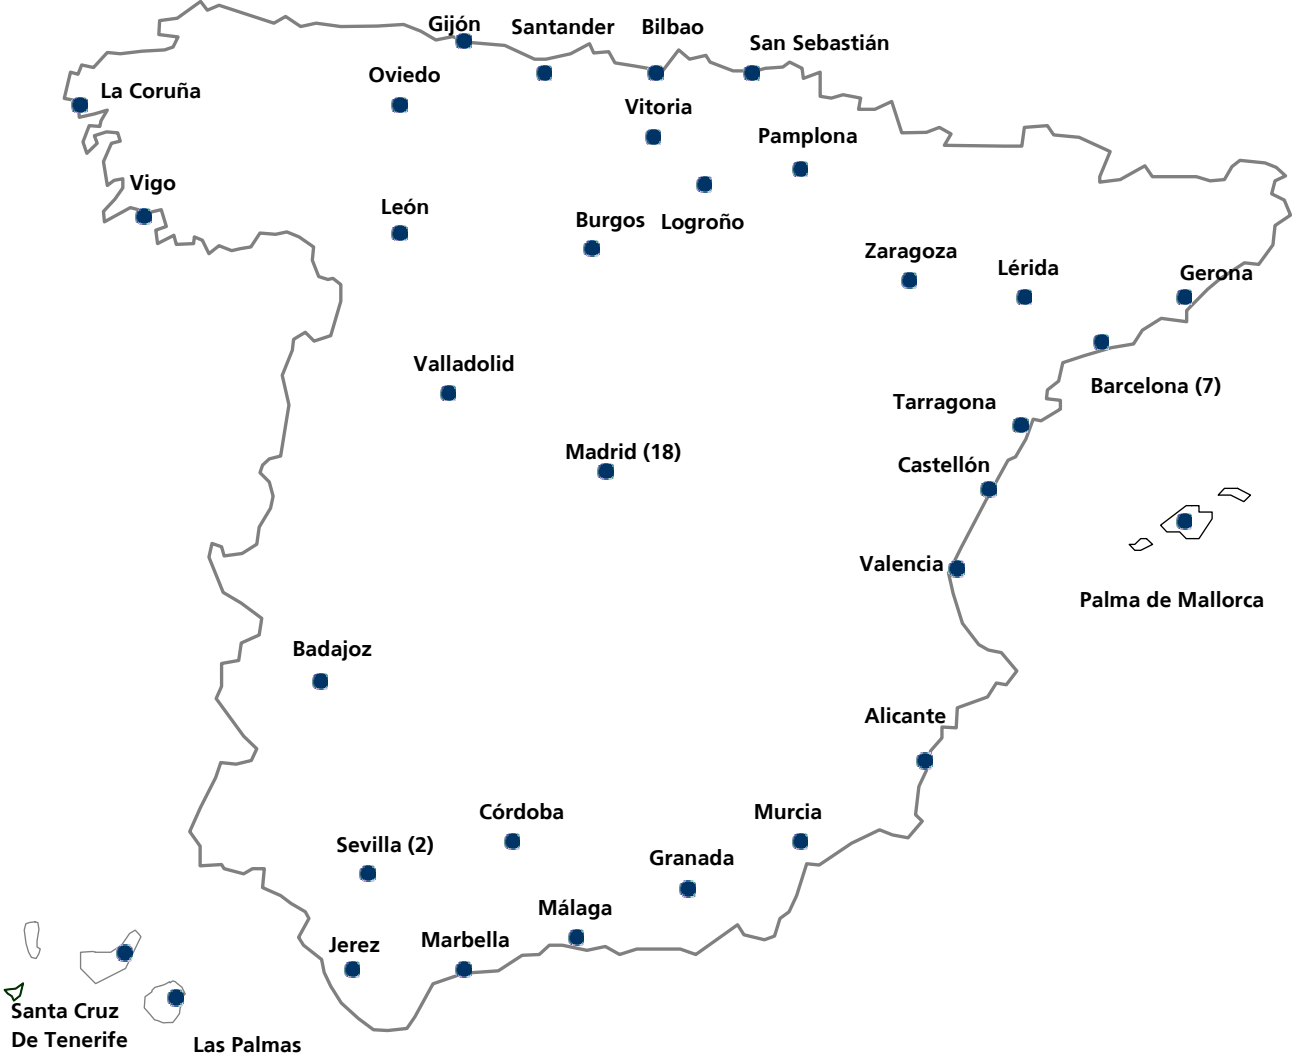 Gijón
Santander
Bilbao
San Sebastián
Oviedo
La Coruña
Vitoria
Pamplona
Vigo
León
Burgos
Logroño
Zaragoza
Lérida
Gerona
Valladolid
Barcelona (7)
Tarragona
Madrid (18)
Castellón
Valencia
Palma de Mallorca
Badajoz
Alicante
Córdoba
Murcia
Sevilla (2)
Granada
Málaga
Jerez
Marbella
Santa Cruz
De Tenerife
Las Palmas